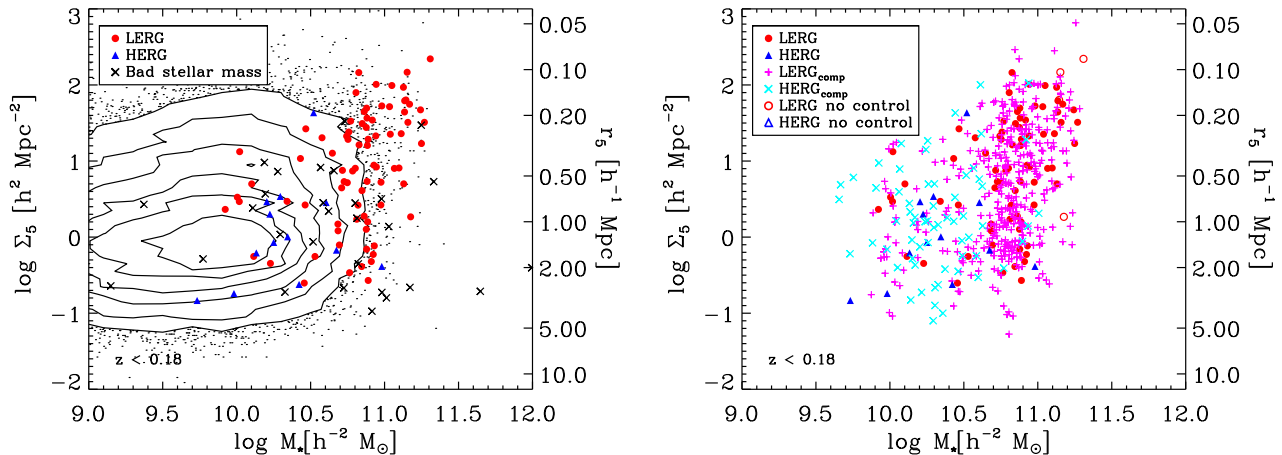 LERG
HERG
Bad stellar mass
3
2
1
0
−1
−2
log Σ₅ [h² Mpc⁻²]
0.05
0.10
0.20
0.50
1.00
2.00
5.00
10.0
r₅ [h⁻¹ Mpc]
z < 0.18
9.0 9.5 10.0 10.5 11.0 11.5 12.0
log M⋆[h⁻² M☉]
LERG
HERG
LERG_comp
HERG_comp
LERG no control
HERG no control
3
2
1
0
−1
−2
log Σ₅ [h² Mpc⁻²]
0.05
0.10
0.20
0.50
1.00
2.00
5.00
10.0
r₅ [h⁻¹ Mpc]
z < 0.18
9.0 9.5 10.0 10.5 11.0 11.5 12.0
log M⋆[h⁻² M☉]